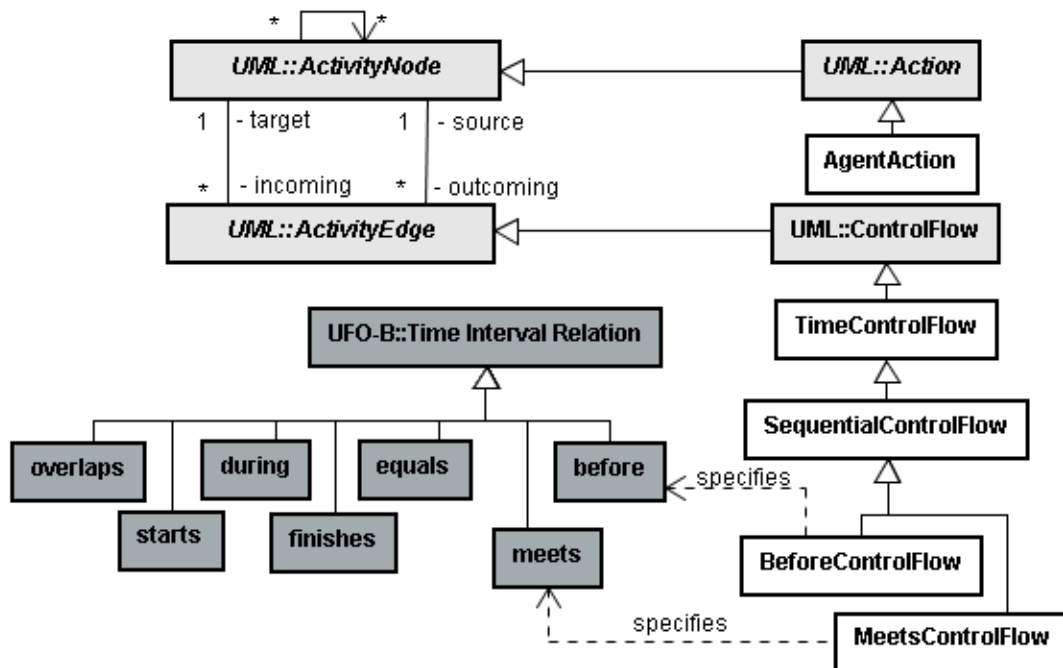 * *
UML::ActivityNode
UML::Action
1 - target
1 - source
AgentAction
* - incoming
* - outcoming
UML::ActivityEdge
UML::ControlFlow
UFO-B::Time Interval Relation
TimeControlFlow
SequentialControlFlow
overlaps
during
equals
before
specifies
starts
finishes
meets
BeforeControlFlow
specifies
MeetsControlFlow